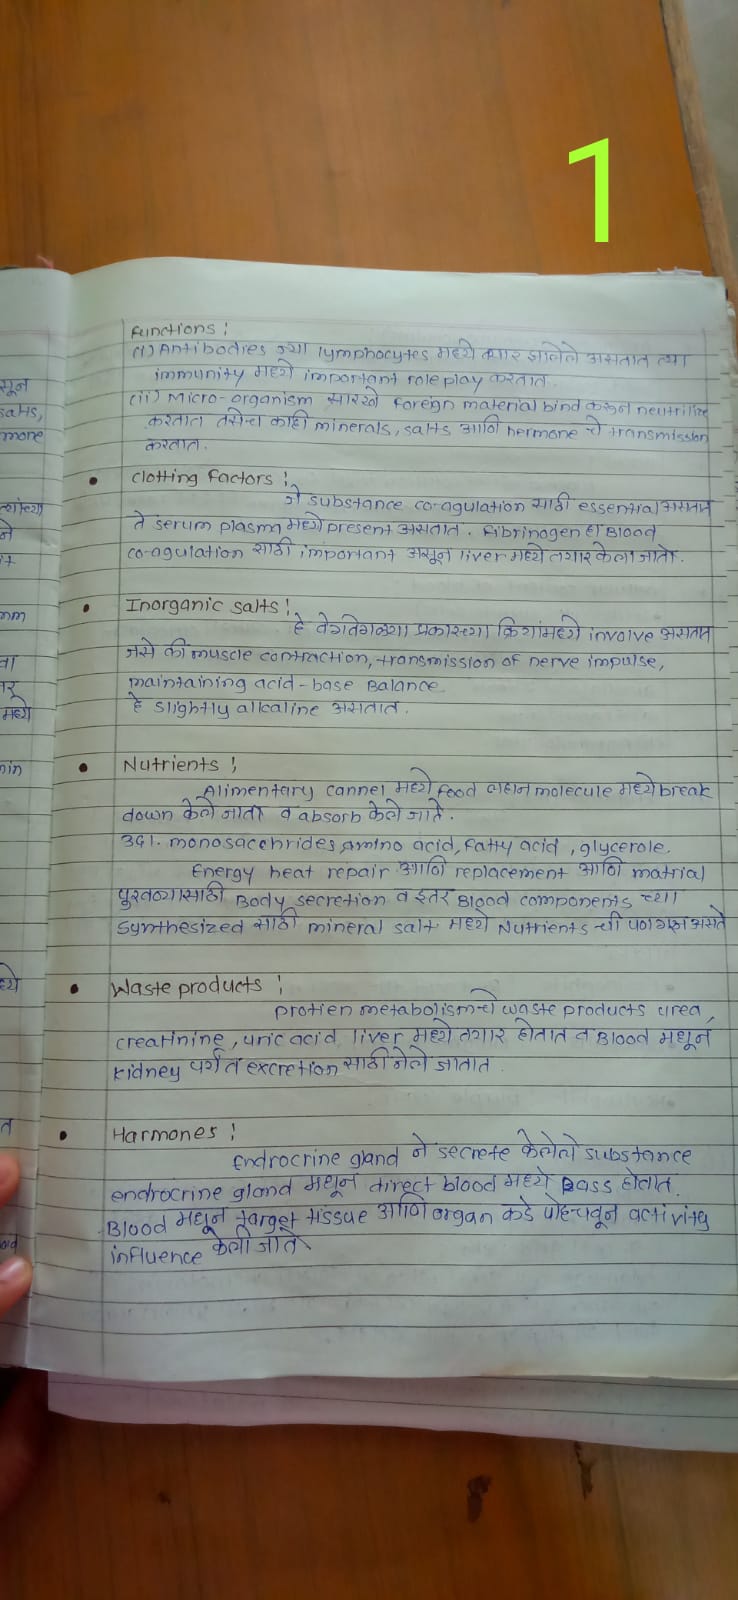 1
Functions :
(i) Antibodies ज्या lymphocytes मध्ये तयार झालेले असतात त्या
immunity मध्ये important role play करतात.
(ii) Micro-organism सारखे foreign material bind करून neutrilize
करतात तसेच काही minerals, salts आणि hermone चे transmission
करतात.
• Clotting factors :
जे substance co-agulation साठी essential असतात
ते serum plasma मध्ये present असतात. Fibrinogen हा Blood
co-agulation साठी important असून liver मध्ये तयार केला जातो.
• Inorganic salts :
हे वेगवेगळ्या प्रकारच्या क्रियांमध्ये involve असतात
जसे की muscle contraction, transmission of nerve impulse,
maintaining acid-base Balance.
हे slightly alkaline असतात.
• Nutrients :
Alimentary cannel मध्ये food लहान molecule मध्ये break
down केले जाता व absorb केले जाते.
उदा. monosacchrides, amino acid, fatty acid, glycerole.
Energy heat repair आणि replacement आणि matrial
पुरवण्यासाठी Body secretion व इतर Blood components च्या
Synthesized साठी mineral salt मध्ये Nutrients ची असते
• Waste products :
protien metabolism चे waste products urea,
creatinine, uric acid liver मध्ये तयार होतात व Blood मधून
kidney पर्यंत excretion साठी नेले जातात.
• Harmones :
Endrocrine gland ने secrete केलेले substance
endrocrine gland मधून direct blood मध्ये pass होतात.
Blood मधून target tissue आणि organ कडे पोहचवून activity
influence केली जाते
सून
salts,
mone
त्यांच्या
ने
it
mm
वा
मध्ये
min
ध्ये
त